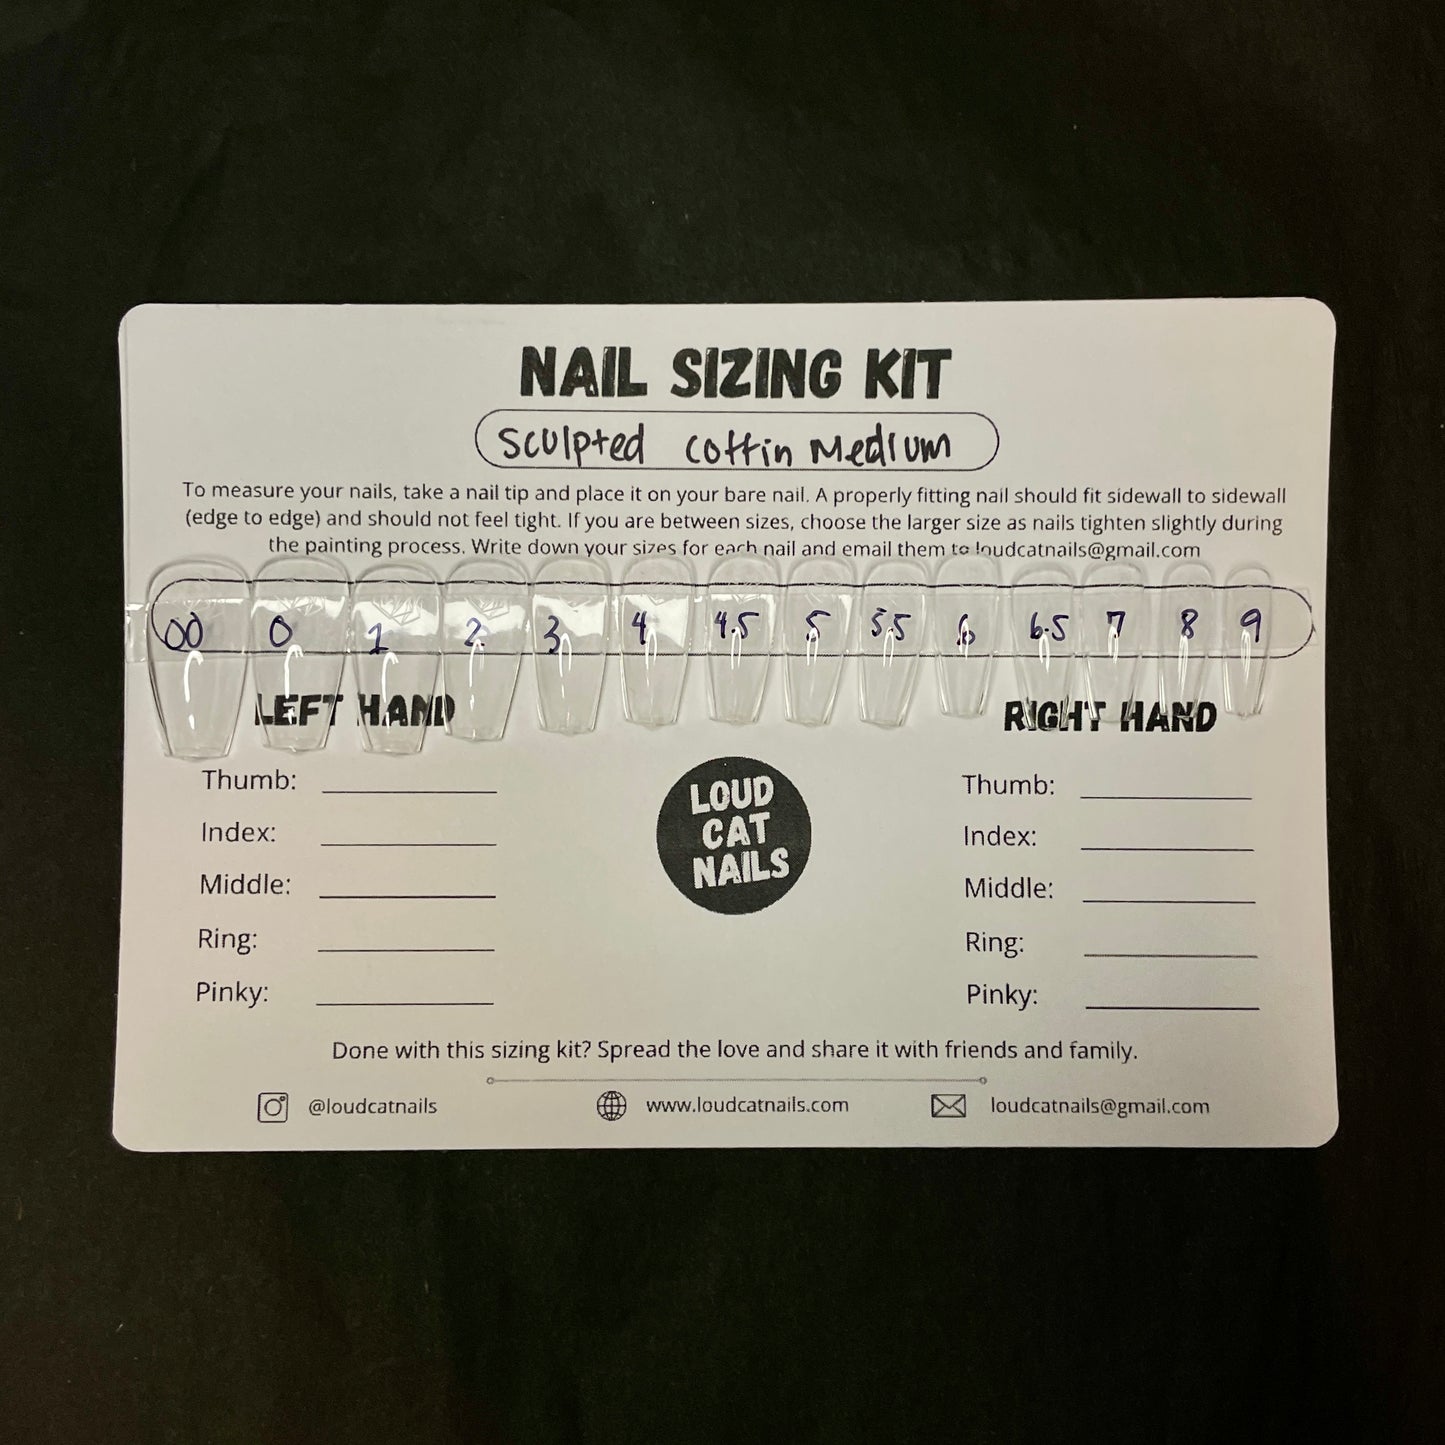 NAIL SIZING KIT
Sculpted Coffin Medium
To measure your nails, take a nail tip and place it on your bare nail. A properly fitting nail should fit sidewall to sidewall
(edge to edge) and should not feel tight. If you are between sizes, choose the larger size as nails tighten slightly during
the painting process. Write down your sizes for each nail and email them to loudcatnails@gmail.com
00 0 1 2 3 4 4.5 5 5.5 6 6.5 7 8 9
LEFT HAND
Thumb:
Index:
Middle:
Ring:
Pinky:
LOUD
CAT
NAILS
RIGHT HAND
Thumb:
Index:
Middle:
Ring:
Pinky:
Done with this sizing kit? Spread the love and share it with friends and family.
@loudcatnails www.loudcatnails.com loudcatnails@gmail.com